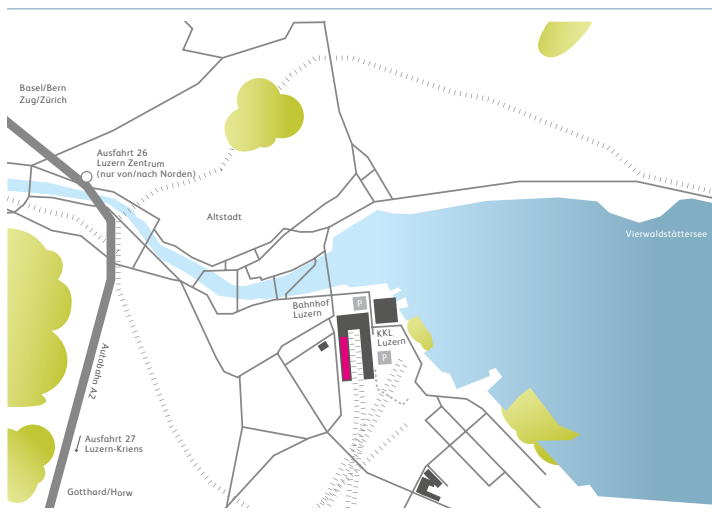 Basel/Bern
Zug/Zürich
Ausfahrt 26
Luzern Zentrum
(nur von/nach Norden)
Altstadt
Vierwaldstättersee
Bahnhof
Luzern
P
KKL
Luzern
P
Autobahn A2
Ausfahrt 27
Luzern-Kriens
Gotthard/Horw